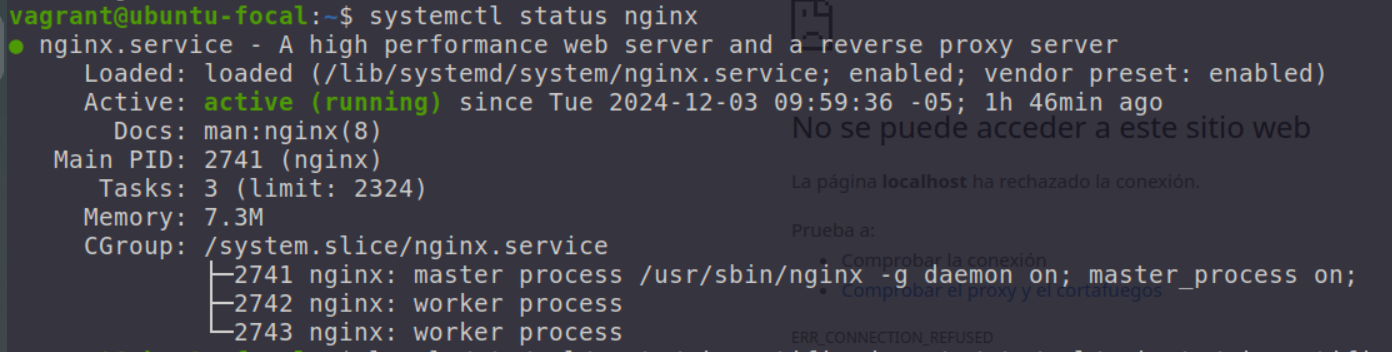 vagrant@ubuntu-focal:~$ systemctl status nginx
● nginx.service - A high performance web server and a reverse proxy server
Loaded: loaded (/lib/systemd/system/nginx.service; enabled; vendor preset: enabled)
Active: active (running) since Tue 2024-12-03 09:59:36 -05; 1h 46min ago
Docs: man:nginx(8)
Main PID: 2741 (nginx)
Tasks: 3 (limit: 2324)
Memory: 7.3M
CGroup: /system.slice/nginx.service
├─2741 nginx: master process /usr/sbin/nginx -g daemon on; master_process on;
├─2742 nginx: worker process
└─2743 nginx: worker process
No se puede acceder a este sitio web
La página localhost ha rechazado la conexión.
Prueba a:
Comprobar la conexión
Comprobar el proxy y el cortafuegos
ERR_CONNECTION_REFUSED